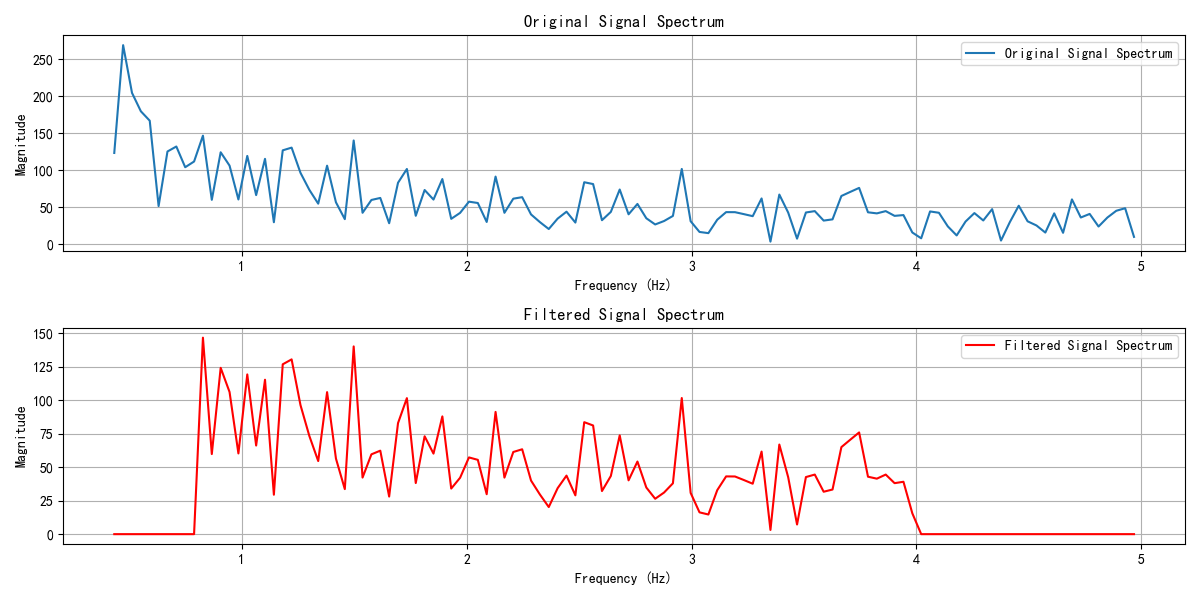 Original Signal Spectrum
Original Signal Spectrum
250
200
150
100
50
0
Magnitude
1 2 3 4 5
Frequency (Hz)
Filtered Signal Spectrum
Filtered Signal Spectrum
150
125
100
75
50
25
0
Magnitude
1 2 3 4 5
Frequency (Hz)